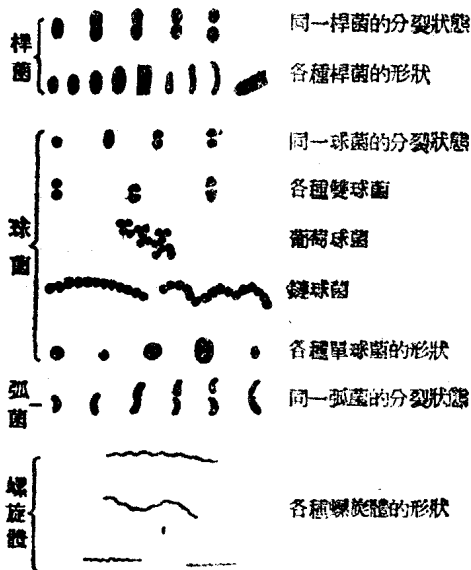 桿菌
同一桿菌的分裂狀態
各種桿菌的形狀
球菌
同一球菌的分裂狀態
各種雙球菌
葡萄球菌
鏈球菌
各種單球菌的形狀
弧菌
同一弧菌的分裂狀態
螺旋體
各種螺旋體的形狀